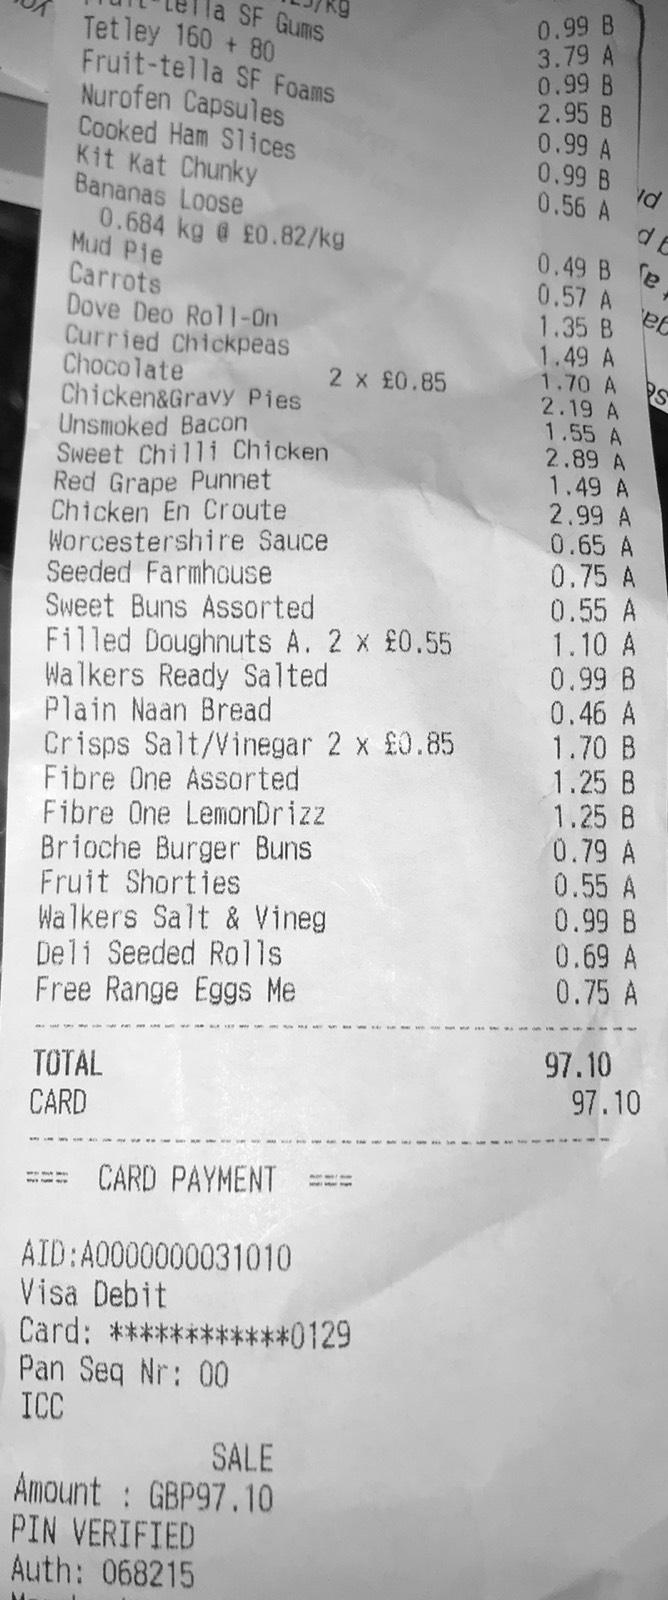 /kg
Fruit-tella SF Gums 0.99 B
Tetley 160 + 80 3.79 A
Fruit-tella SF Foams 0.99 B
Nurofen Capsules 2.95 B
Cooked Ham Slices 0.99 A
Kit Kat Chunky 0.99 B
Bananas Loose 0.56 A
0.684 kg @ £0.82/kg
Mud Pie 0.49 B
Carrots 0.57 A
Dove Deo Roll-On 1.35 B
Curried Chickpeas 1.49 A
Chocolate 2 x £0.85 1.70 A
Chicken&Gravy Pies 2.19 A
Unsmoked Bacon 1.55 A
Sweet Chilli Chicken 2.89 A
Red Grape Punnet 1.49 A
Chicken En Croute 2.99 A
Worcestershire Sauce 0.65 A
Seeded Farmhouse 0.75 A
Sweet Buns Assorted 0.55 A
Filled Doughnuts A. 2 x £0.55 1.10 A
Walkers Ready Salted 0.99 B
Plain Naan Bread 0.46 A
Crisps Salt/Vinegar 2 x £0.85 1.70 B
Fibre One Assorted 1.25 B
Fibre One LemonDrizz 1.25 B
Brioche Burger Buns 0.79 A
Fruit Shorties 0.55 A
Walkers Salt & Vineg 0.99 B
Deli Seeded Rolls 0.69 A
Free Range Eggs Me 0.75 A
TOTAL 97.10
CARD 97.10
=== CARD PAYMENT ===
AID:A0000000031010
Visa Debit
Card: ************0129
Pan Seq Nr: 00
ICC
SALE
Amount : GBP97.10
PIN VERIFIED
Auth: 068215